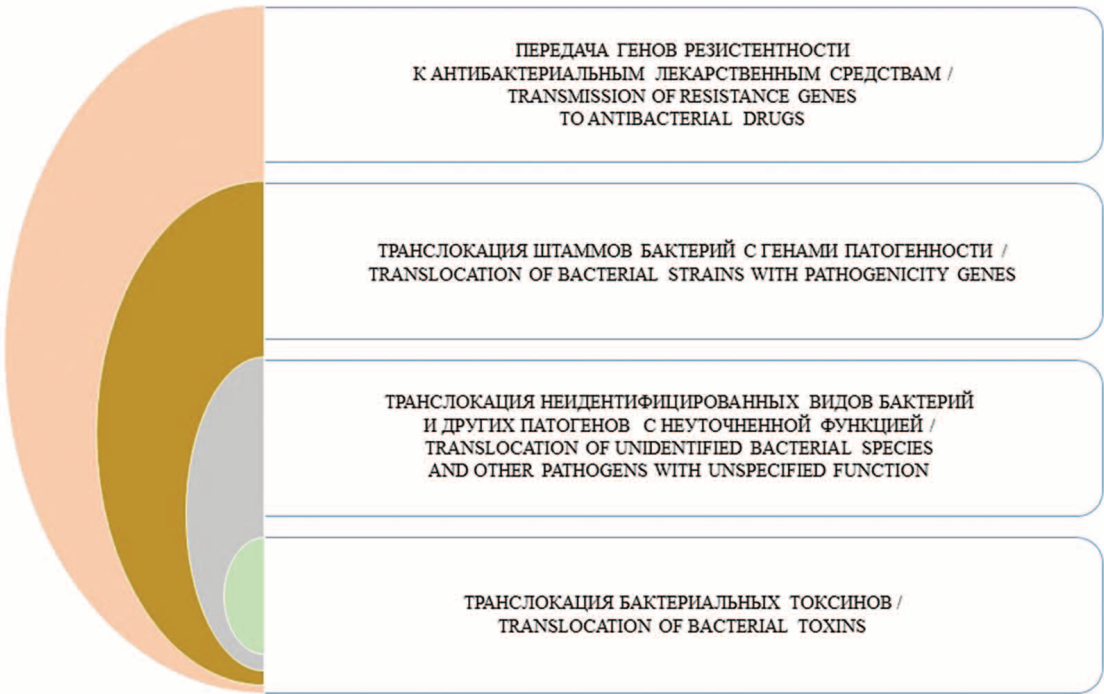 ПЕРЕДАЧА ГЕНОВ РЕЗИСТЕНТНОСТИ
К АНТИБАКТЕРИАЛЬНЫМ ЛЕКАРСТВЕННЫМ СРЕДСТВАМ /
TRANSMISSION OF RESISTANCE GENES
TO ANTIBACTERIAL DRUGS
ТРАНСЛОКАЦИЯ ШТАММОВ БАКТЕРИЙ С ГЕНАМИ ПАТОГЕННОСТИ /
TRANSLOCATION OF BACTERIAL STRAINS WITH PATHOGENICITY GENES
ТРАНСЛОКАЦИЯ НЕИДЕНТИФИЦИРОВАННЫХ ВИДОВ БАКТЕРИЙ
И ДРУГИХ ПАТОГЕНОВ С НЕУТОЧНЕННОЙ ФУНКЦИЕЙ /
TRANSLOCATION OF UNIDENTIFIED BACTERIAL SPECIES
AND OTHER PATHOGENS WITH UNSPECIFIED FUNCTION
ТРАНСЛОКАЦИЯ БАКТЕРИАЛЬНЫХ ТОКСИНОВ /
TRANSLOCATION OF BACTERIAL TOXINS